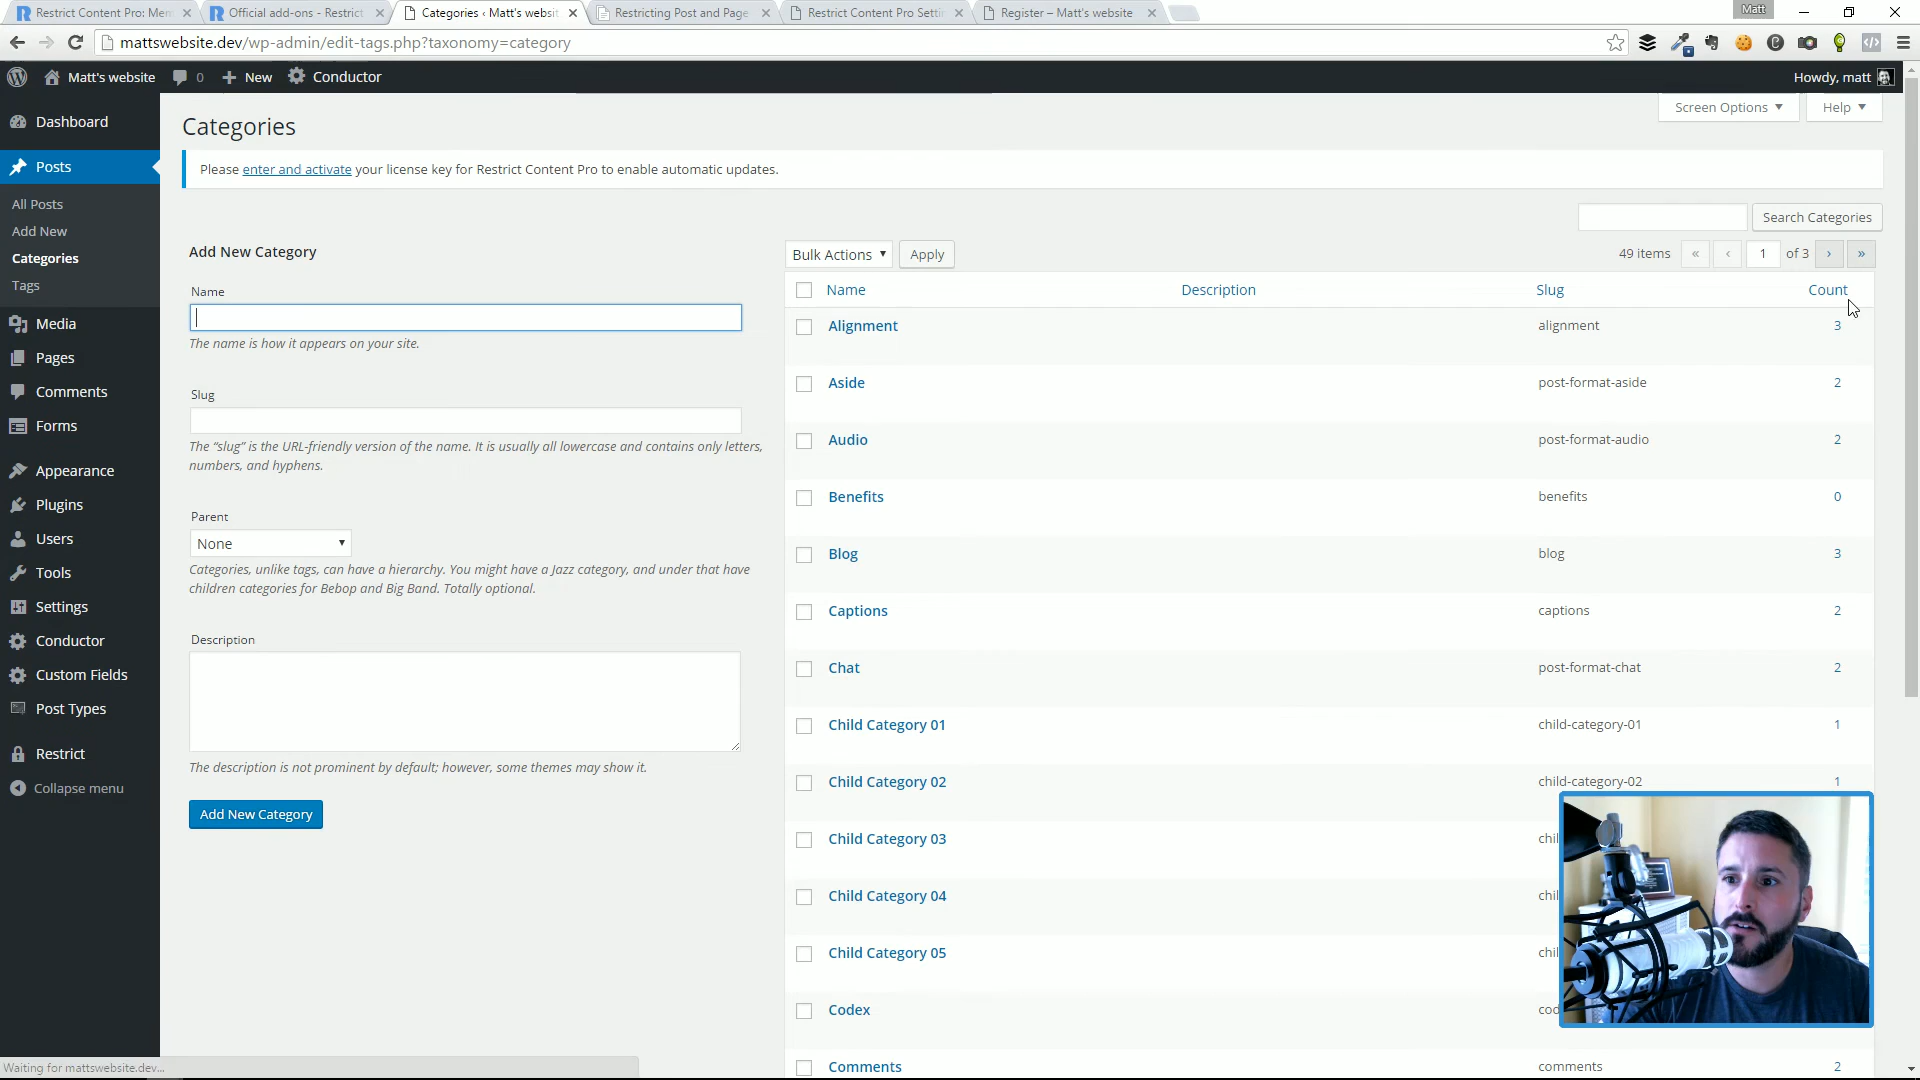 Restrict Content Pro: Mem
Official add-ons - Restrict
Categories ‹ Matt's websit
Restricting Post and Page
Restrict Content Pro Setti
Register – Matt's website
Matt
mattswebsite.dev/wp-admin/edit-tags.php?taxonomy=category
Matt's website
0
New
Conductor
Howdy, matt
Dashboard
Posts
All Posts
Add New
Categories
Tags
Media
Pages
Comments
Forms
Appearance
Plugins
Users
Tools
Settings
Conductor
Custom Fields
Post Types
Restrict
Collapse menu
Screen Options
Help
Categories
Please enter and activate your license key for Restrict Content Pro to enable automatic updates.
Search Categories
Add New Category
Name
The name is how it appears on your site.
Slug
The “slug” is the URL-friendly version of the name. It is usually all lowercase and contains only letters,
numbers, and hyphens.
Parent
None
Categories, unlike tags, can have a hierarchy. You might have a Jazz category, and under that have
children categories for Bebop and Big Band. Totally optional.
Description
The description is not prominent by default; however, some themes may show it.
Add New Category
Bulk Actions Apply 49 items « ‹ 1 of 3 › »
Name Description Slug Count
Alignment alignment 3
Aside post-format-aside 2
Audio post-format-audio 2
Benefits benefits 0
Blog blog 3
Captions captions 2
Chat post-format-chat 2
Child Category 01 child-category-01 1
Child Category 02 child-category-02 1
Child Category 03 chil
Child Category 04 chil
Child Category 05 chil
Codex cod
Comments comments 2
Waiting for mattswebsite.dev...